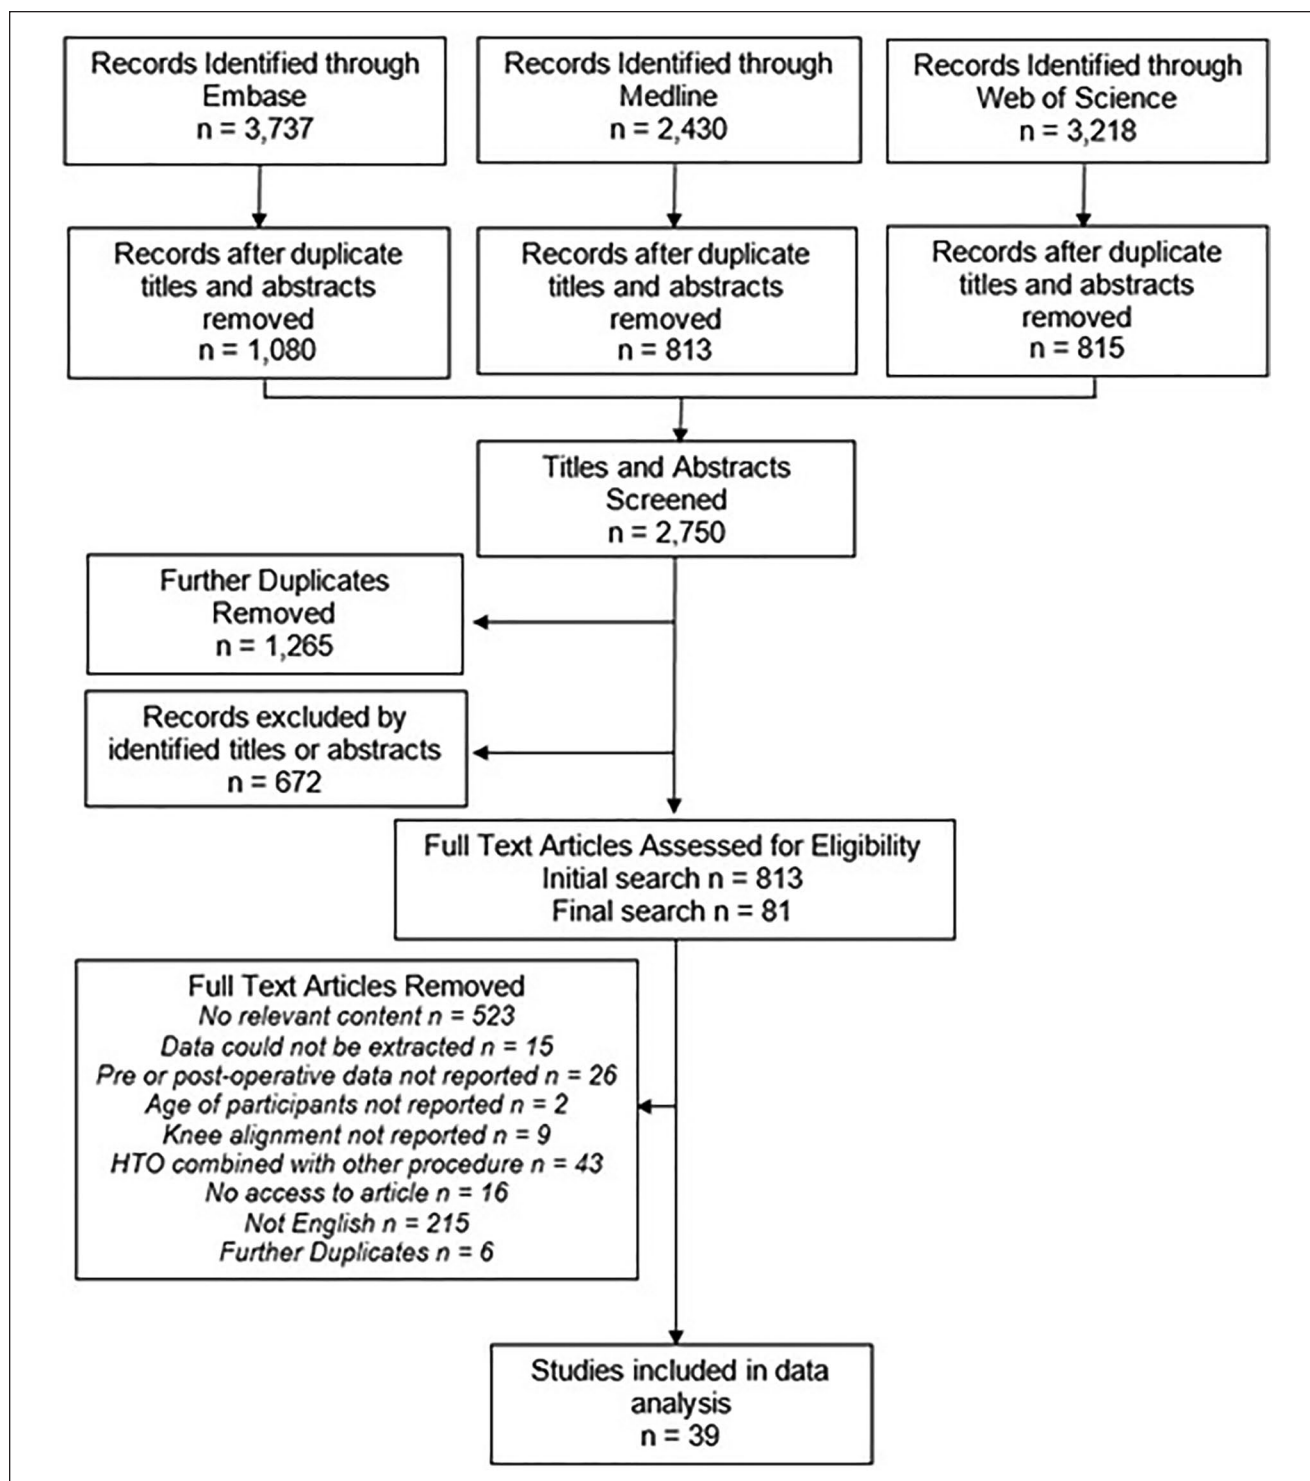 Records Identified through
Embase
n = 3,737
Records Identified through
Medline
n = 2,430
Records Identified through
Web of Science
n = 3,218
Records after duplicate
titles and abstracts
removed
n = 1,080
Records after duplicate
titles and abstracts
removed
n = 813
Records after duplicate
titles and abstracts
removed
n = 815
Titles and Abstracts
Screened
n = 2,750
Further Duplicates
Removed
n = 1,265
Records excluded by
identified titles or abstracts
n = 672
Full Text Articles Assessed for Eligibility
Initial search n = 813
Final search n = 81
Full Text Articles Removed
No relevant content n = 523
Data could not be extracted n = 15
Pre or post-operative data not reported n = 26
Age of participants not reported n = 2
Knee alignment not reported n = 9
HTO combined with other procedure n = 43
No access to article n = 16
Not English n = 215
Further Duplicates n = 6
Studies included in data
analysis
n = 39